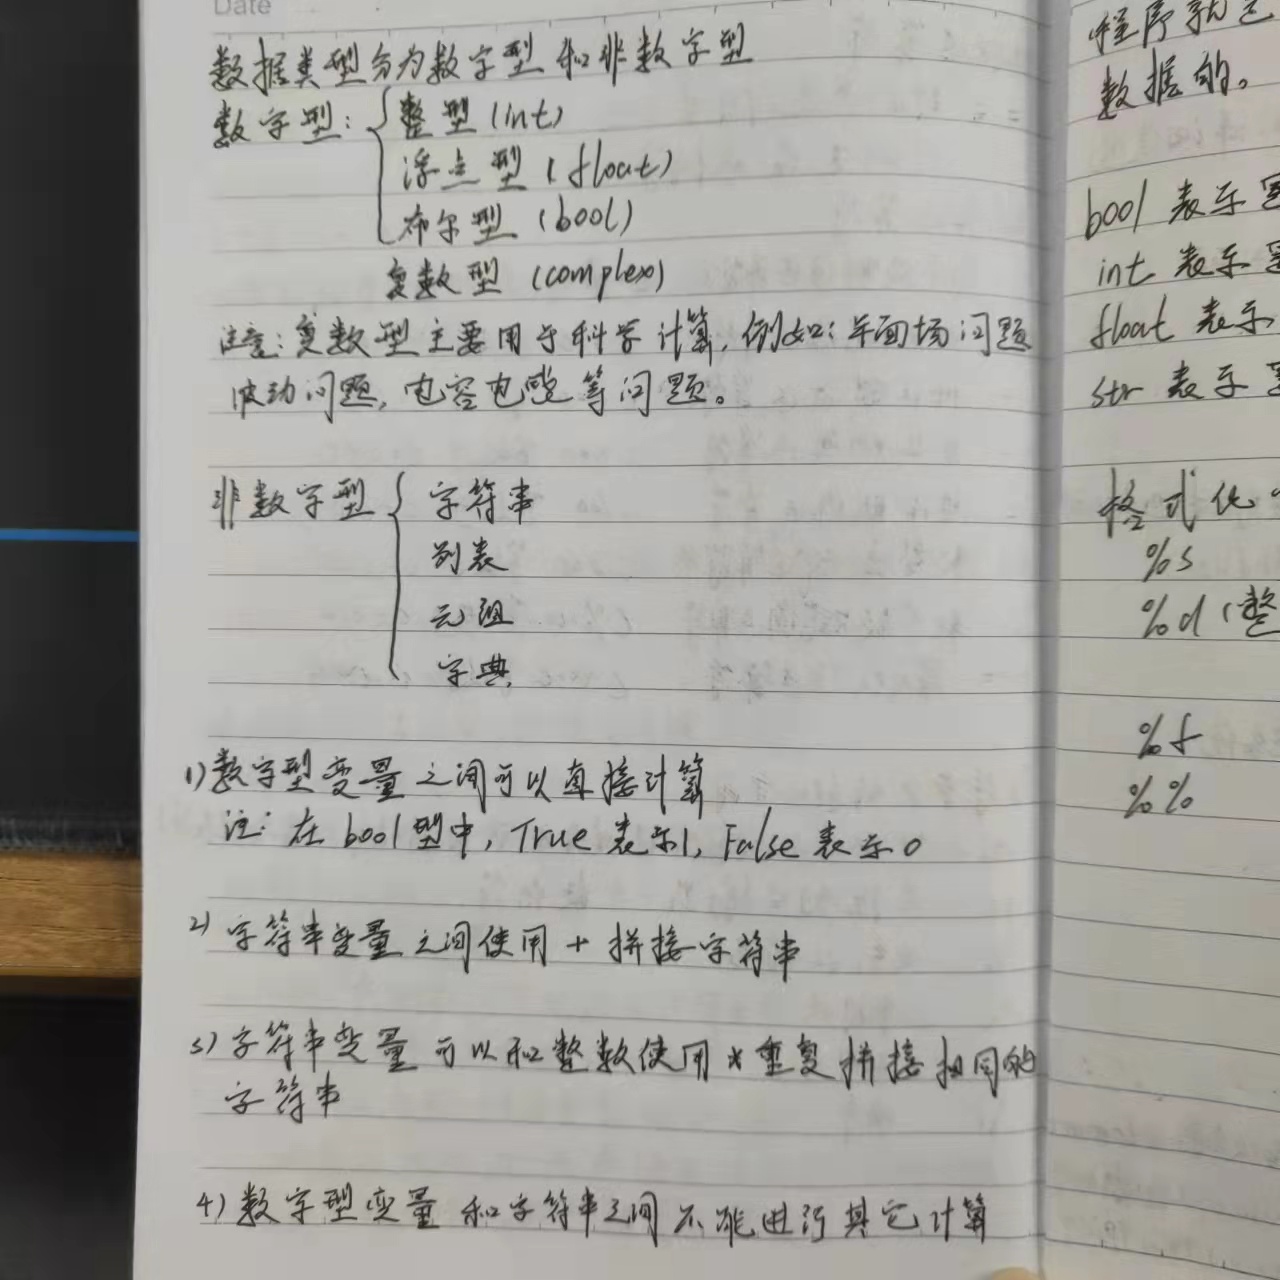 Date
数据类型分为数字型和非数字型
数字型：整型（int）
浮点型（float）
布尔型（bool）
复数型（complex）
注意：复数型主要用于科学计算，例如：平面场问题
波动问题，电容电感等问题。
非数字型 字符串
列表
元组
字典
1）数字型变量之间可以直接计算
注：在bool型中，True表示1，False表示0
2）字符串变量之间使用＋拼接字符串
3）字符串变量可以和整数使用*重复拼接相同的
字符串
4）数字型变量和字符串之间不能进行其它计算
程序就是
数据的。
bool 表示
int 表示
float 表示
str 表示
格式化
%s
%d（整
%f
%%